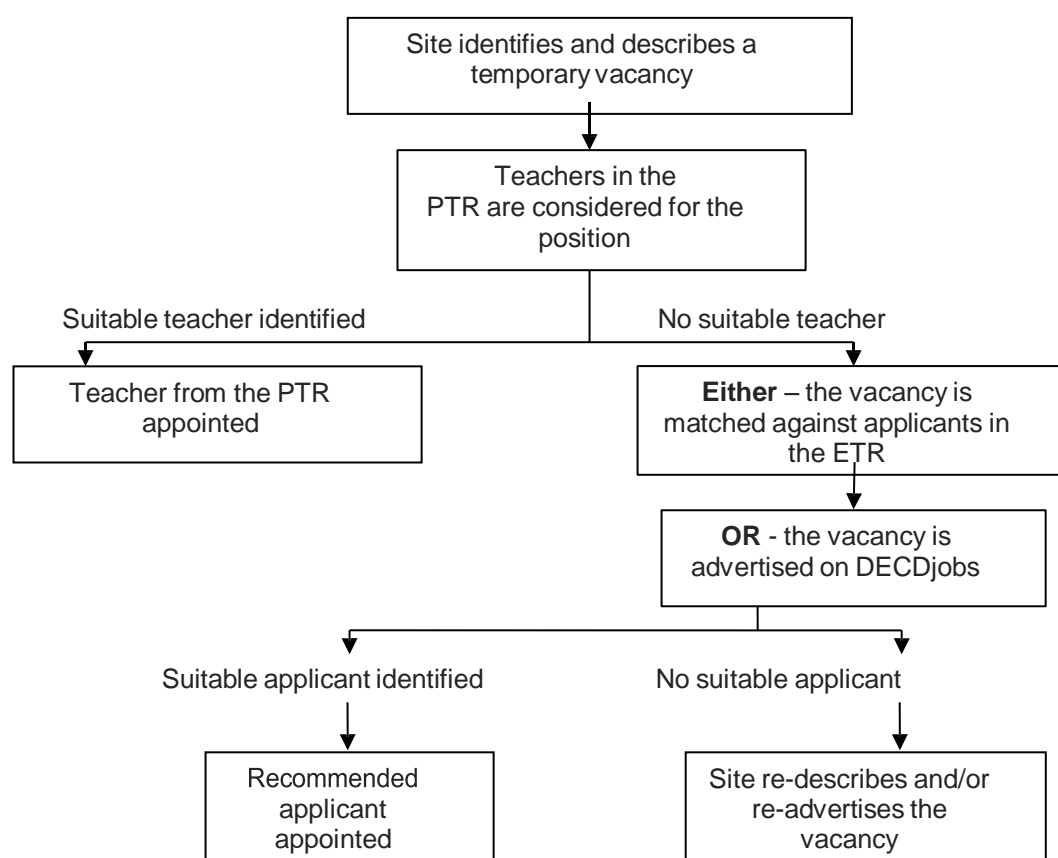 Site identifies and describes a
temporary vacancy
Teachers in the
PTR are considered for the
position
Suitable teacher identified
No suitable teacher
Teacher from the PTR
appointed
Either – the vacancy is
matched against applicants in
the ETR
OR - the vacancy is
advertised on DECDjobs
Suitable applicant identified
No suitable applicant
Recommended
applicant
appointed
Site re-describes and/or
re-advertises the
vacancy